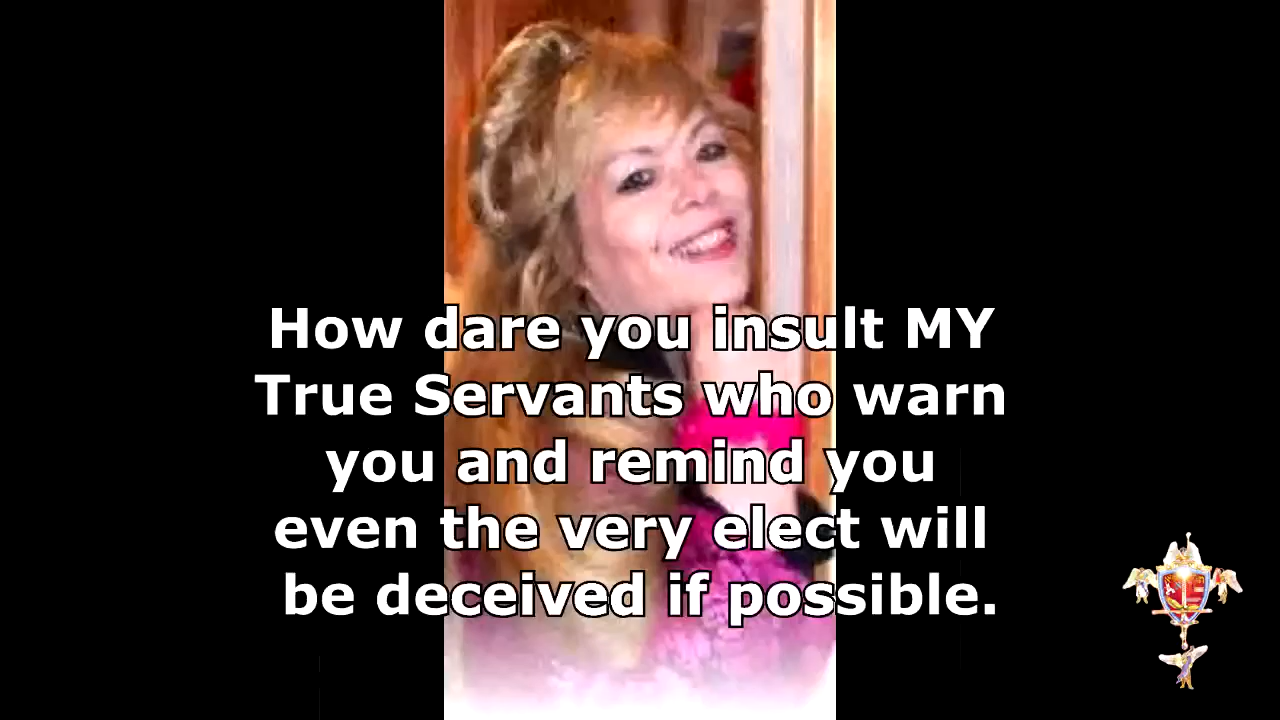 How dare you insult MY
True Servants who warn
you and remind you
even the very elect will
be deceived if possible.